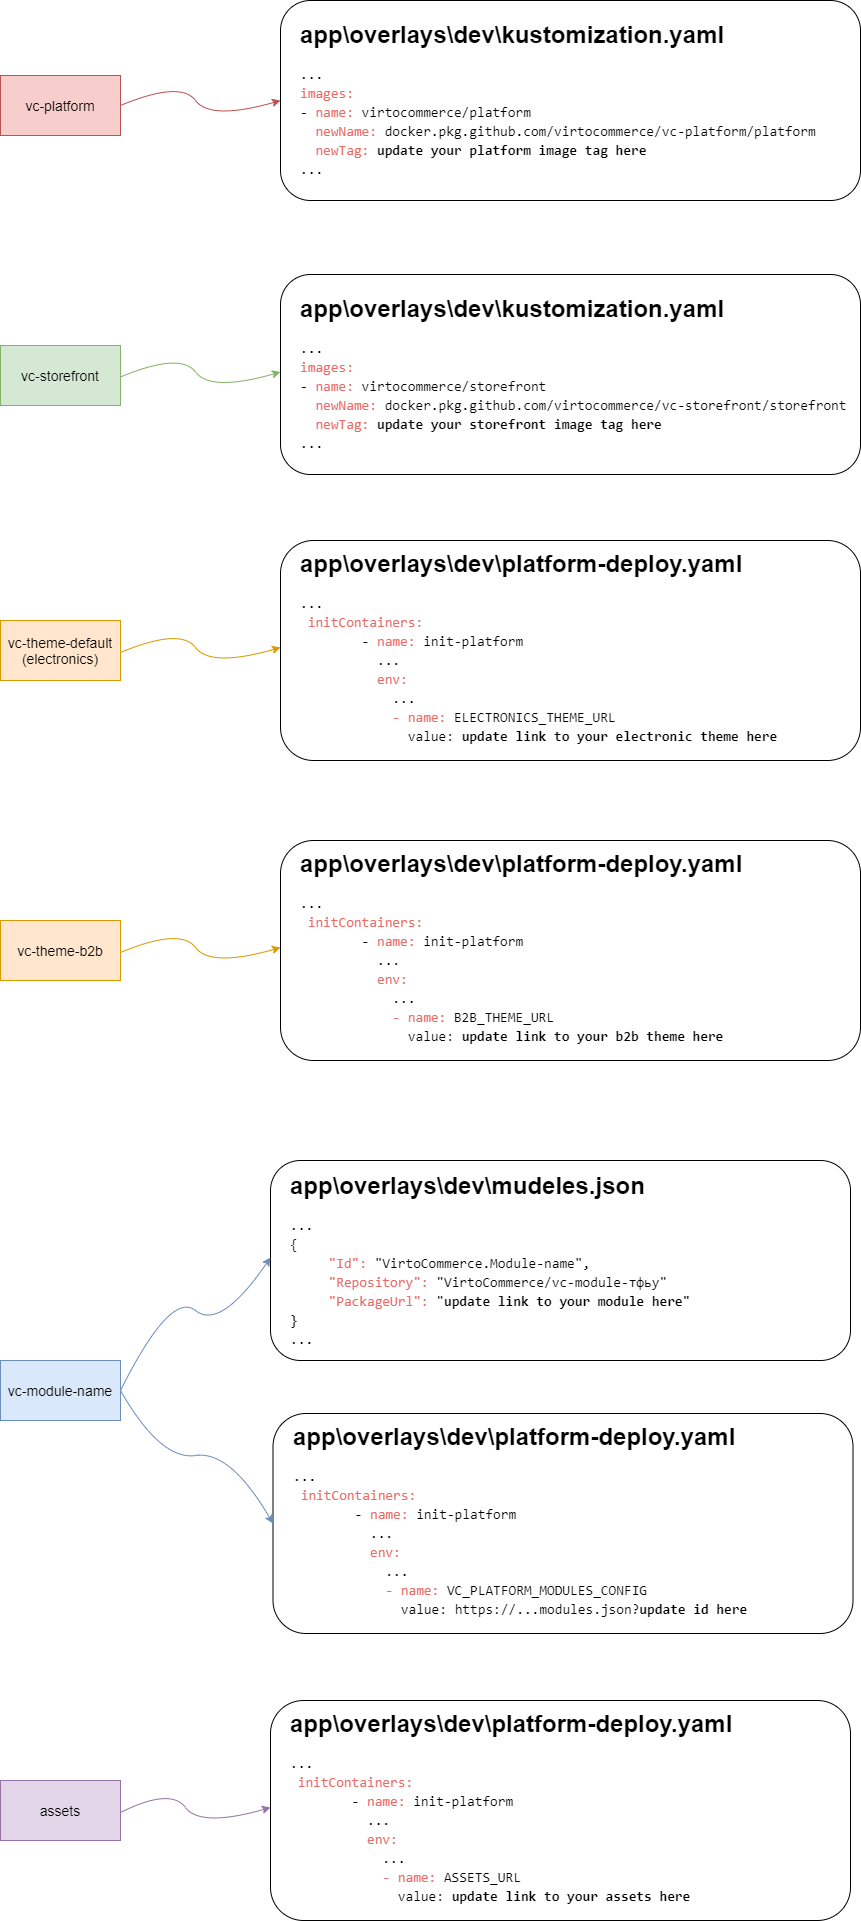 vc-platform
app\overlays\dev\kustomization.yaml
...
images:
- name: virtocommerce/platform
newName: docker.pkg.github.com/virtocommerce/vc-platform/platform
newTag: update your platform image tag here
...
vc-storefront
app\overlays\dev\kustomization.yaml
...
images:
- name: virtocommerce/storefront
newName: docker.pkg.github.com/virtocommerce/vc-storefront/storefront
newTag: update your storefront image tag here
...
vc-theme-default
(electronics)
app\overlays\dev\platform-deploy.yaml
...
initContainers:
- name: init-platform
...
env:
...
- name: ELECTRONICS_THEME_URL
value: update link to your electronic theme here
vc-theme-b2b
app\overlays\dev\platform-deploy.yaml
...
initContainers:
- name: init-platform
...
env:
...
- name: B2B_THEME_URL
value: update link to your b2b theme here
vc-module-name
app\overlays\dev\mudeles.json
...
{
"Id": "VirtoCommerce.Module-name",
"Repository": "VirtoCommerce/vc-module-тфьу"
"PackageUrl": "update link to your module here"
}
...
app\overlays\dev\platform-deploy.yaml
...
initContainers:
- name: init-platform
...
env:
...
- name: VC_PLATFORM_MODULES_CONFIG
value: https://...modules.json?update id here
assets
app\overlays\dev\platform-deploy.yaml
...
initContainers:
- name: init-platform
...
env:
...
- name: ASSETS_URL
value: update link to your assets here